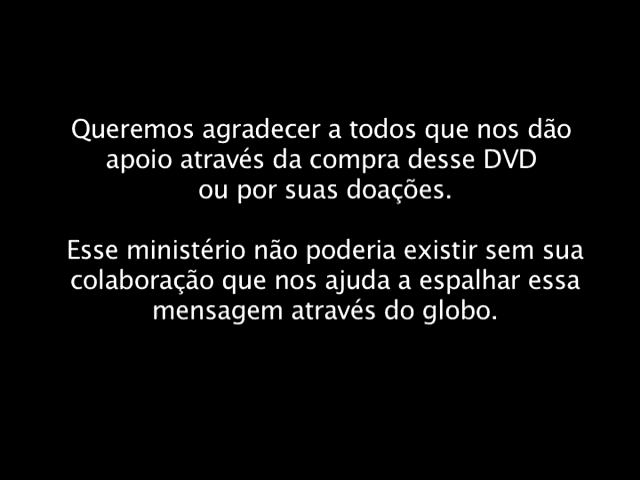 Queremos agradecer a todos que nos dão
apoio através da compra desse DVD
ou por suas doações.
Esse ministério não poderia existir sem sua
colaboração que nos ajuda a espalhar essa
mensagem através do globo.